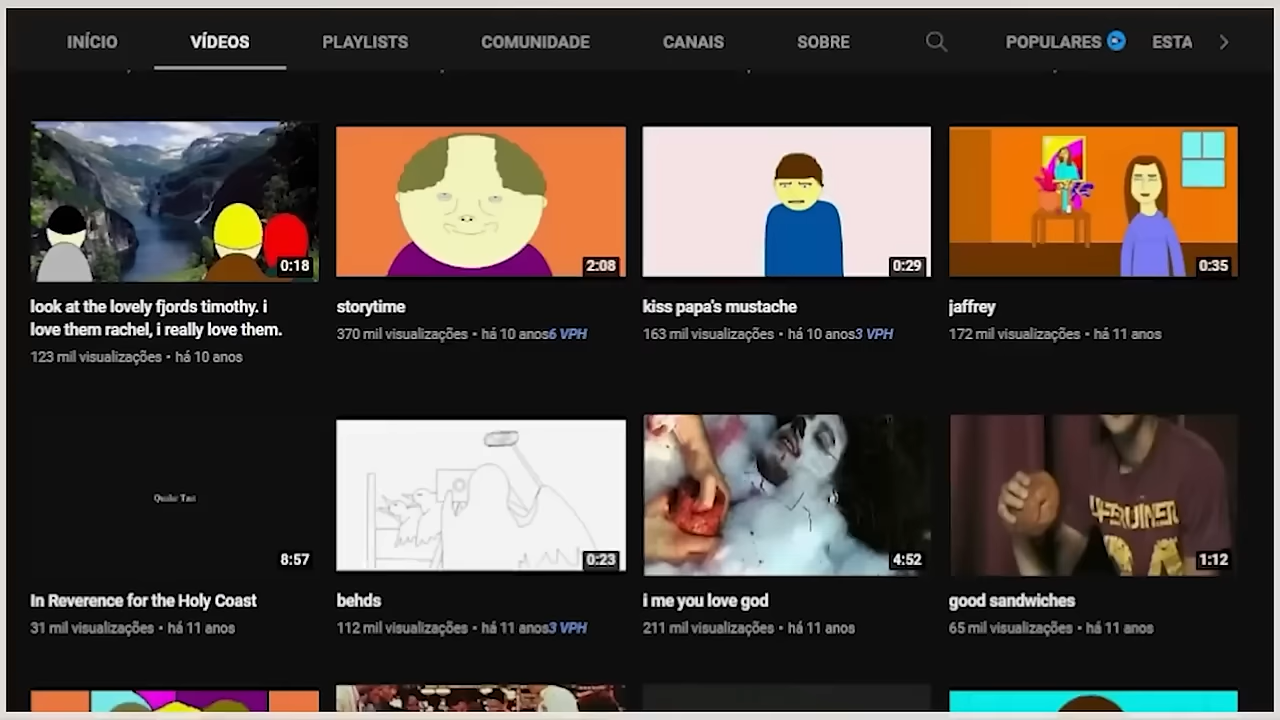 INÍCIO VÍDEOS PLAYLISTS COMUNIDADE CANAIS SOBRE POPULARES ESTA
0:18 2:08 0:29 0:35
look at the lovely fjords timothy. i
love them rachel, i really love them.
123 mil visualizações • há 10 anos
storytime
370 mil visualizações • há 10 anos6 VPH
kiss papa's mustache
163 mil visualizações • há 10 anos3 VPH
jaffrey
172 mil visualizações • há 11 anos
8:57 0:23 4:52 1:12
In Reverence for the Holy Coast
31 mil visualizações • há 11 anos
behds
112 mil visualizações • há 11 anos3 VPH
i me you love god
211 mil visualizações • há 11 anos
good sandwiches
65 mil visualizações • há 11 anos